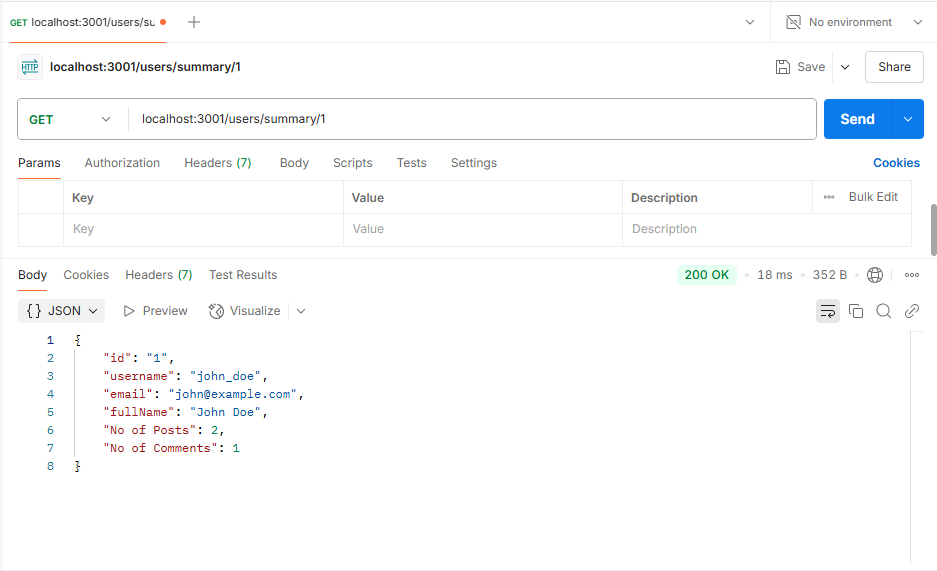 GET localhost:3001/users/su
No environment
HTTP localhost:3001/users/summary/1
Save
Share
GET
localhost:3001/users/summary/1
Send
Params Authorization Headers (7) Body Scripts Tests Settings Cookies
Key Value Description Bulk Edit
Key Value Description
Body Cookies Headers (7) Test Results 200 OK 18 ms 352 B
{} JSON Preview Visualize
1 {
2 "id": "1",
3 "username": "john_doe",
4 "email": "john@example.com",
5 "fullName": "John Doe",
6 "No of Posts": 2,
7 "No of Comments": 1
8 }